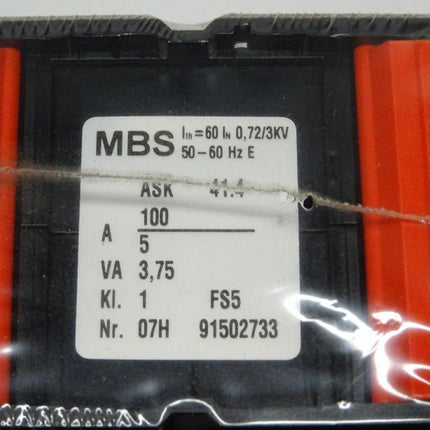 MBS Ith=60 IN 0,72/3KV
50-60 Hz E
ASK 41.4
A 100
5
VA 3,75
Kl. 1 FS5
Nr. 07H 91502733